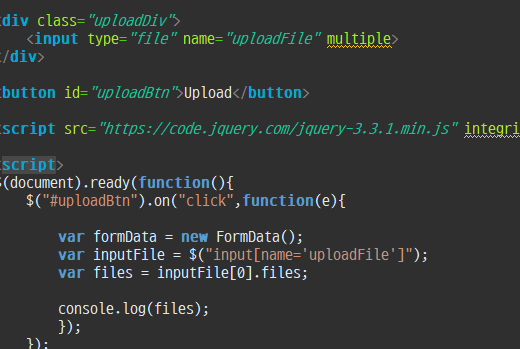 div class="uploadDiv">
<input type="file" name="uploadFile" multiple>
/div>
button id="uploadBtn">Upload</button>
script src="https://code.jquery.com/jquery-3.3.1.min.js" integri
script>
(document).ready(function(){
$("#uploadBtn").on("click",function(e){
var formData = new FormData();
var inputFile = $("input[name='uploadFile']");
var files = inputFile[0].files;
console.log(files);
});
});